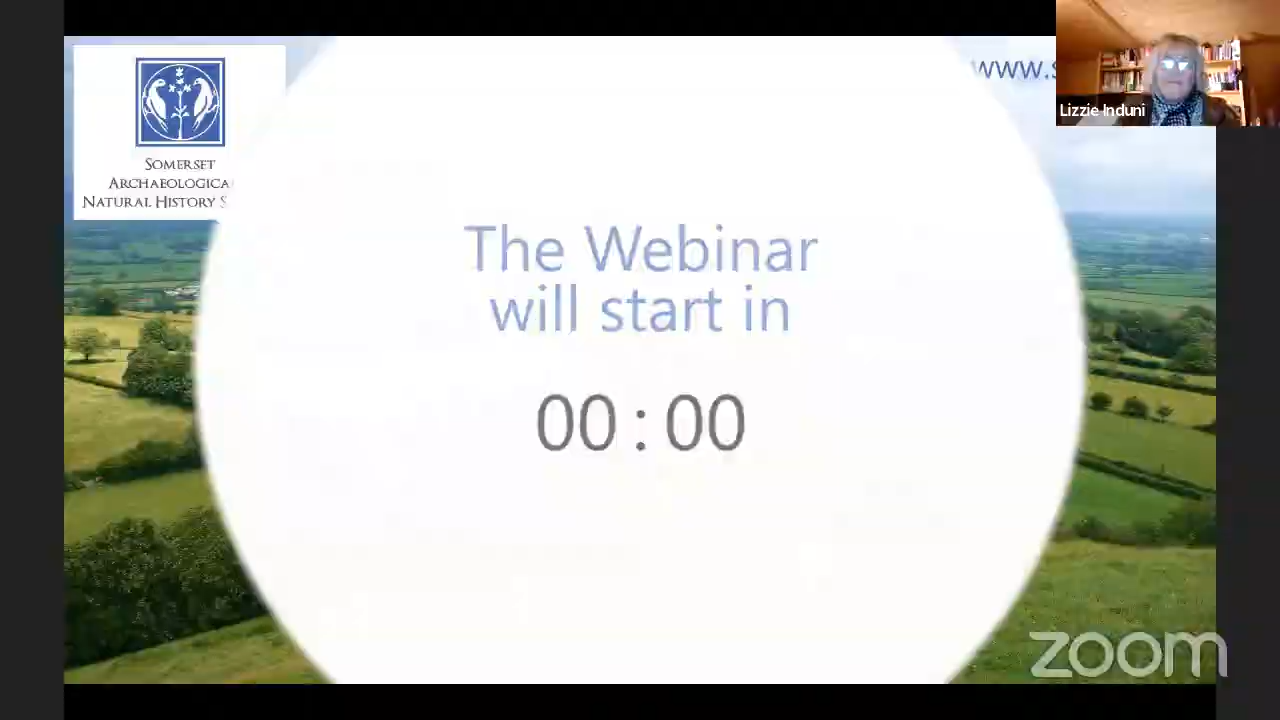 www.s
Lizzie Induni
SOMERSET
ARCHAEOLOGICA
NATURAL HISTORY S
The Webinar
will start in
00:00
zoom